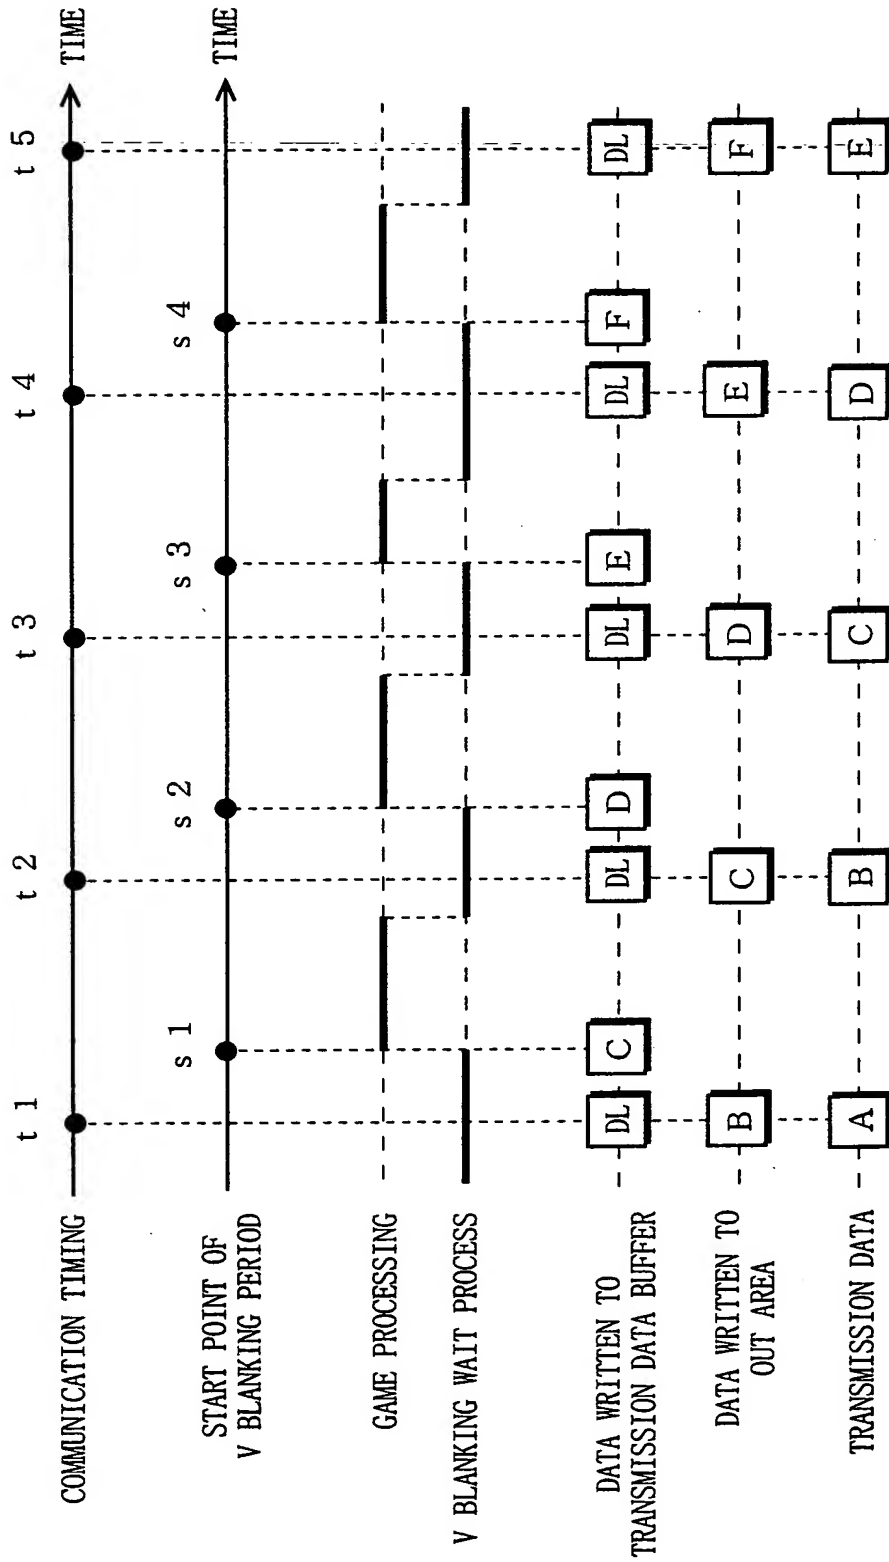 t 1
t 2
t 3
t 4
t 5
COMMUNICATION TIMING
TIME
s 1
s 2
s 3
s 4
START POINT OF
V BLANKING PERIOD
TIME
GAME PROCESSING
V BLANKING WAIT PROCESS
DATA WRITTEN TO
TRANSMISSION DATA BUFFER
DL
C
DL
D
DL
E
DL
F
DL
DATA WRITTEN TO
OUT AREA
B
C
D
E
F
TRANSMISSION DATA
A
B
C
D
E